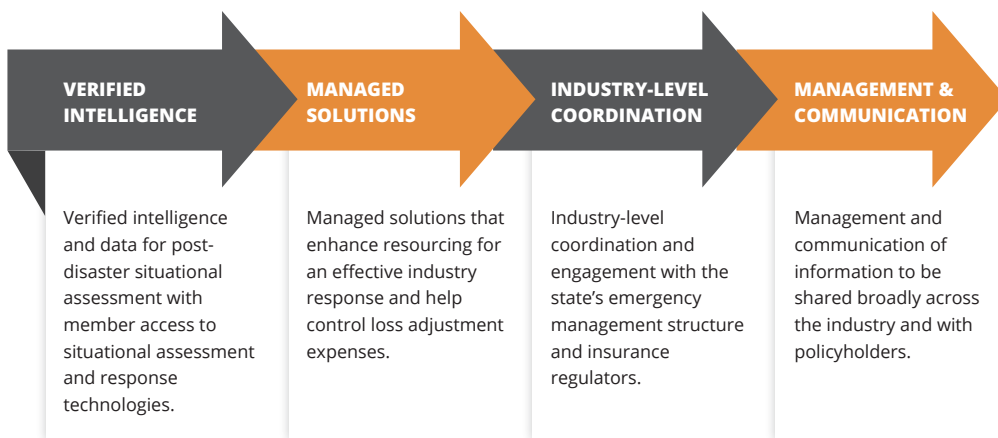 VERIFIED
INTELLIGENCE
MANAGED
SOLUTIONS
INDUSTRY-LEVEL
COORDINATION
MANAGEMENT &
COMMUNICATION
Verified intelligence
and data for post-
disaster situational
assessment with
member access to
situational assessment
and response
technologies.
Managed solutions that
enhance resourcing for
an effective industry
response and help
control loss adjustment
expenses.
Industry-level
coordination and
engagement with the
state’s emergency
management structure
and insurance
regulators.
Management and
communication of
information to be
shared broadly across
the industry and with
policyholders.